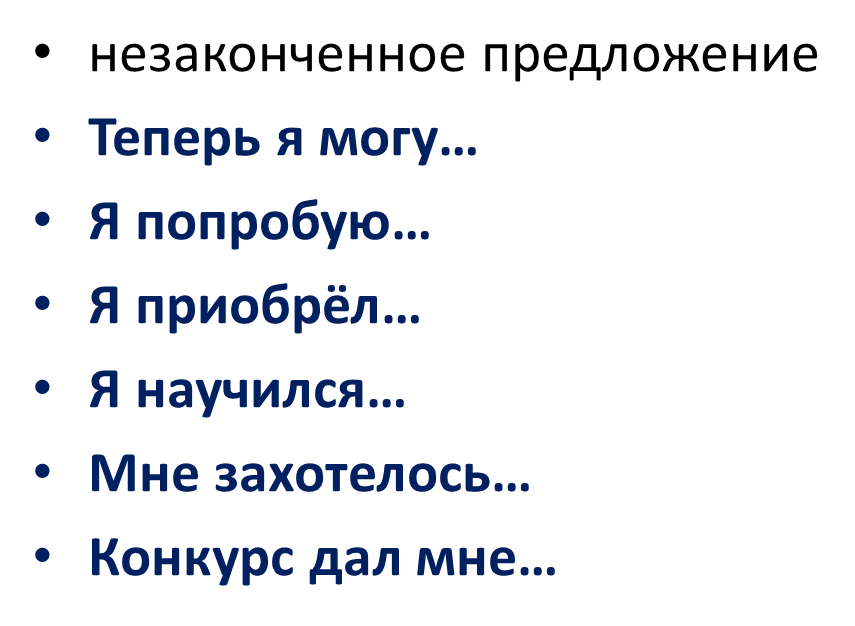 • незаконченное предложение
• Теперь я могу…
• Я попробую…
• Я приобрёл…
• Я научился…
• Мне захотелось…
• Конкурс дал мне…